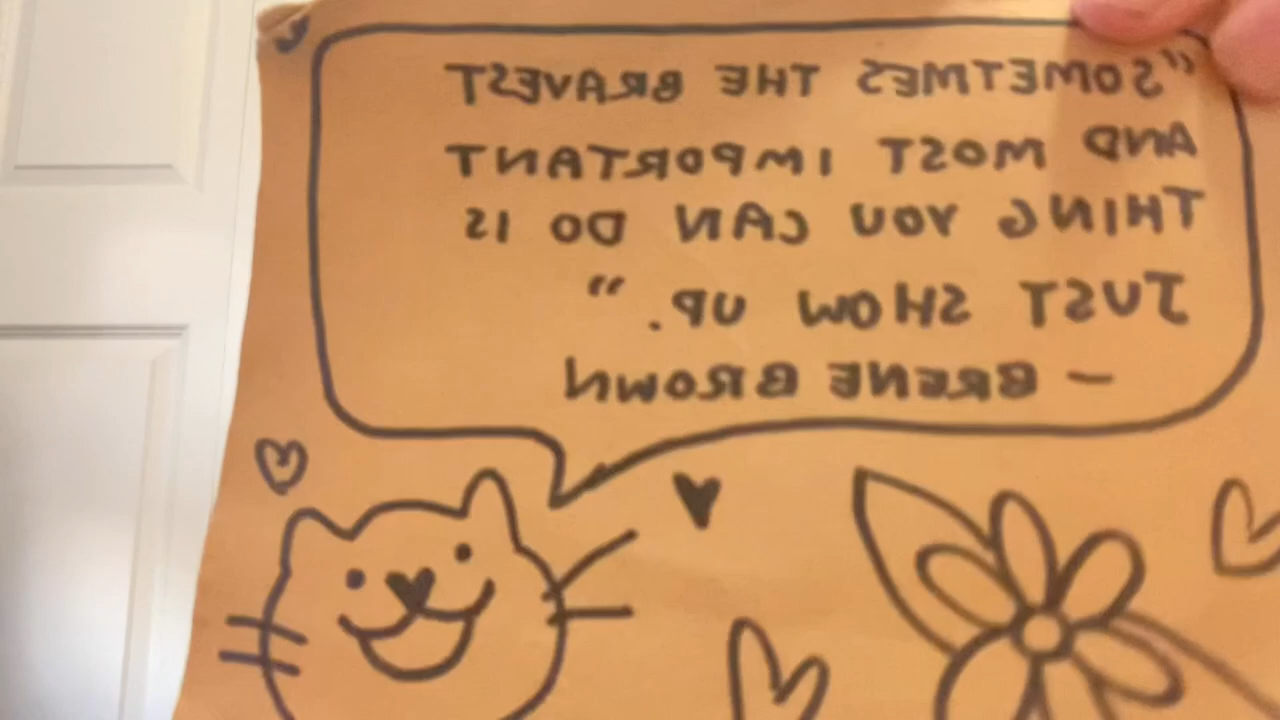 "SOMETMES THE BRAVEST
AND MOST IMPORTANT
THING YOU CAN DO IS
JUST SHOW UP."
- BRENE BROWN